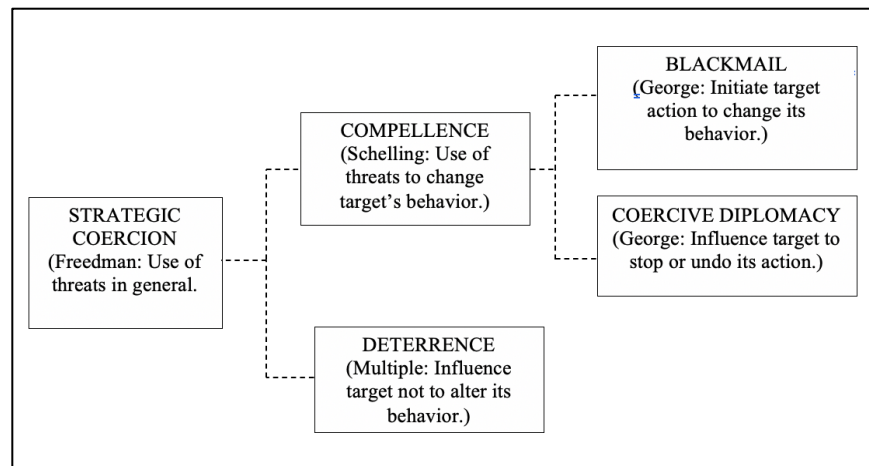 STRATEGIC
COERCION
(Freedman: Use of
threats in general.
COMPELLENCE
(Schelling: Use of
threats to change
target’s behavior.)
DETERRENCE
(Multiple: Influence
target not to alter its
behavior.)
BLACKMAIL
(George: Initiate target
action to change its
behavior.)
COERCIVE DIPLOMACY
(George: Influence target to
stop or undo its action.)